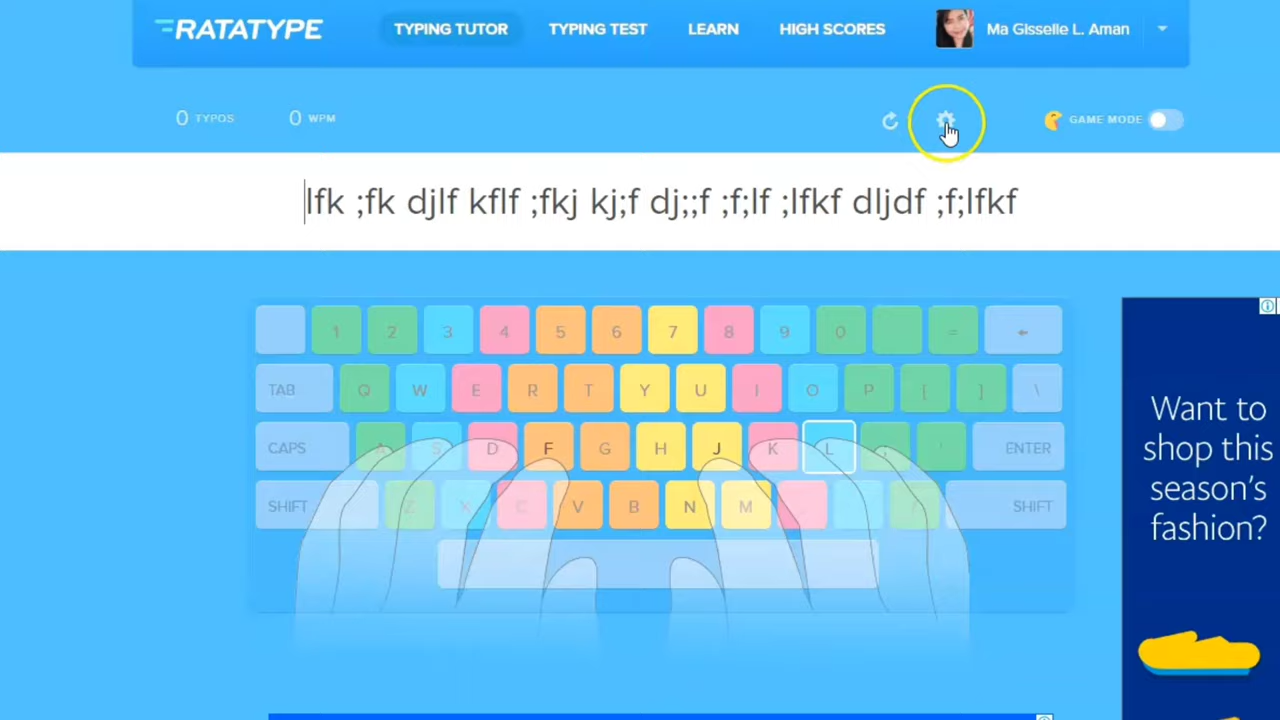 RATATYPE TYPING TUTOR TYPING TEST LEARN HIGH SCORES Ma Gisselle L. Aman
0 TYPOS 0 WPM GAME MODE
lfk ;fk djlf kflf ;fkj kj;f dj;;f ;f;lf ;lfkf dljdf ;f;lfkf
1 2 3 4 5 6 7 8 9 0 =
TAB Q W E R T Y U I O P [ ] \
CAPS A S D F G H J K L ; ' ENTER
SHIFT Z X C V B N M , / SHIFT
Want to
shop this
season's
fashion?